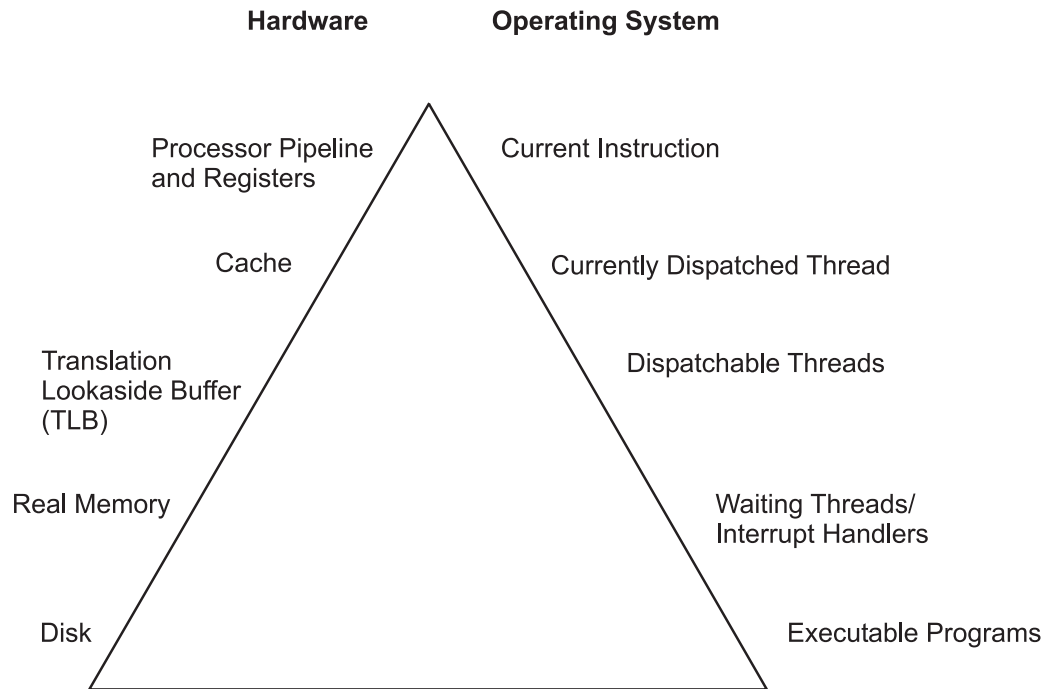 Hardware
Operating System
Processor Pipeline
and Registers
Current Instruction
Cache
Currently Dispatched Thread
Translation
Lookaside Buffer
(TLB)
Dispatchable Threads
Real Memory
Waiting Threads/
Interrupt Handlers
Disk
Executable Programs